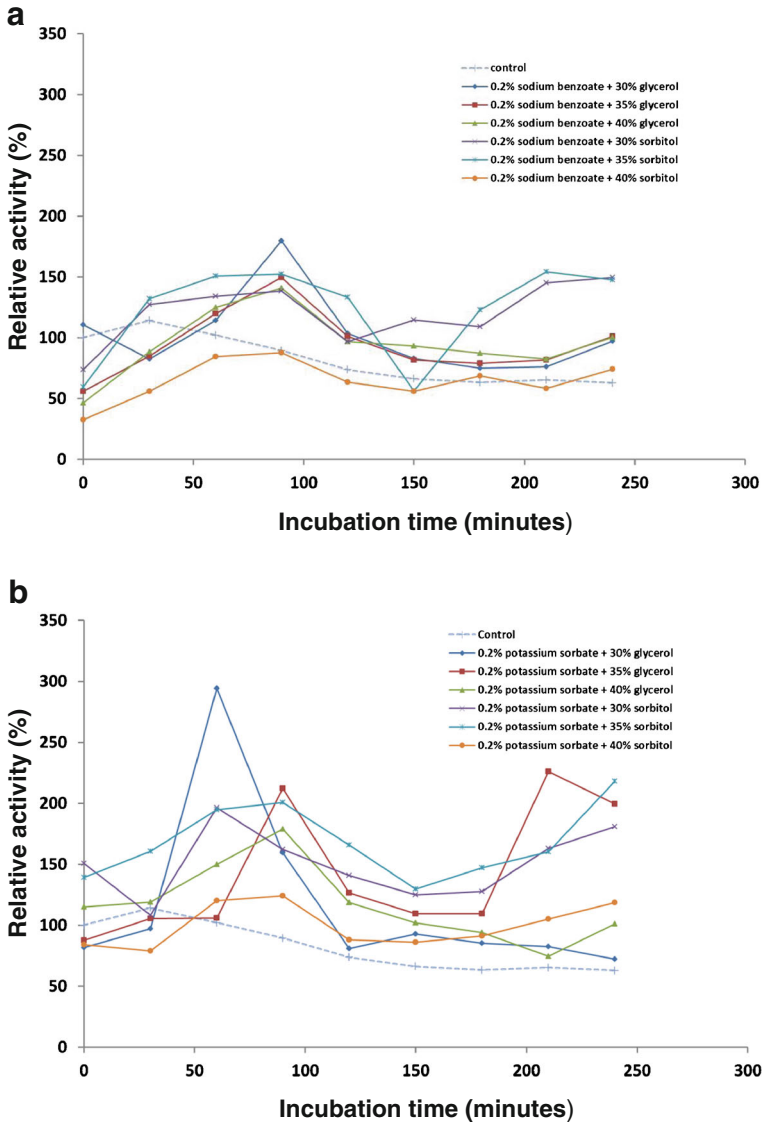 a
350
300
250
200
150
100
50
0
Relative activity (%)
control
0.2% sodium benzoate + 30% glycerol
0.2% sodium benzoate + 35% glycerol
0.2% sodium benzoate + 40% glycerol
0.2% sodium benzoate + 30% sorbitol
0.2% sodium benzoate + 35% sorbitol
0.2% sodium benzoate + 40% sorbitol
0 50 100 150 200 250 300
Incubation time (minutes)
b
350
300
250
200
150
100
50
0
Relative activity (%)
Control
0.2% potassium sorbate + 30% glycerol
0.2% potassium sorbate + 35% glycerol
0.2% potassium sorbate + 40% glycerol
0.2% potassium sorbate + 30% sorbitol
0.2% potassium sorbate + 35% sorbitol
0.2% potassium sorbate + 40% sorbitol
0 50 100 150 200 250 300
Incubation time (minutes)